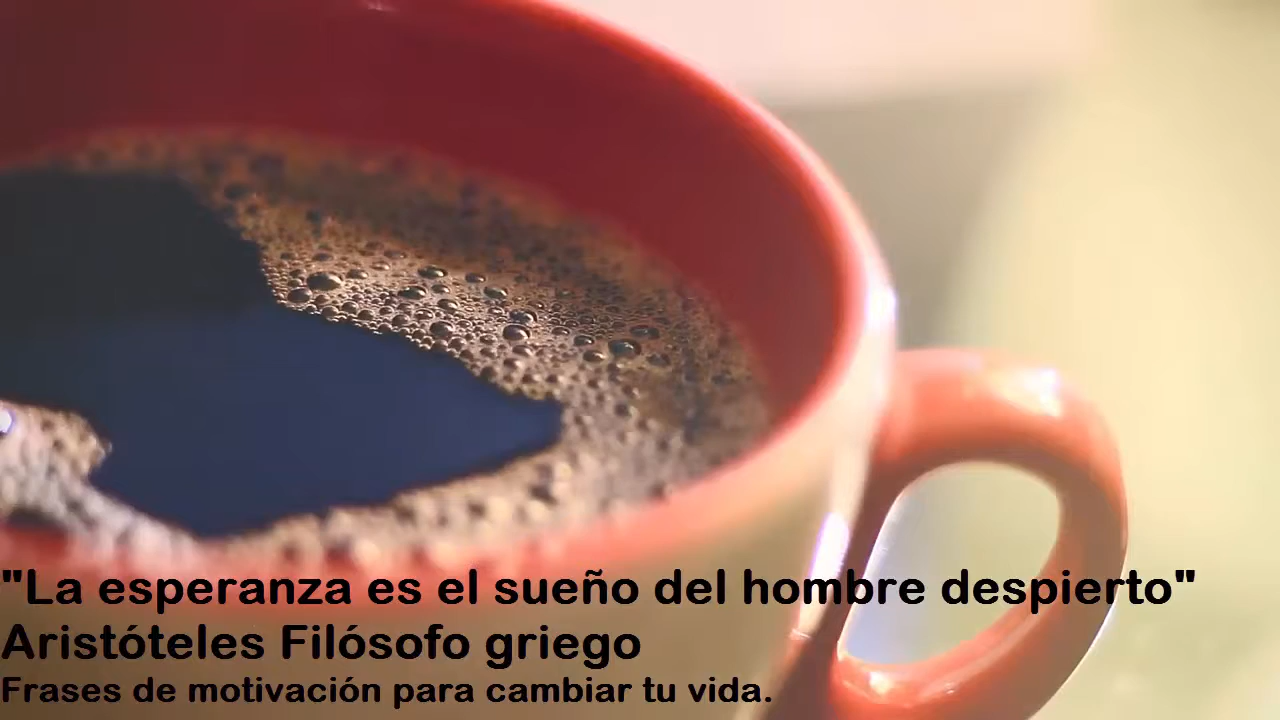 "La esperanza es el sueño del hombre despierto"
Aristóteles Filósofo griego
Frases de motivación para cambiar tu vida.